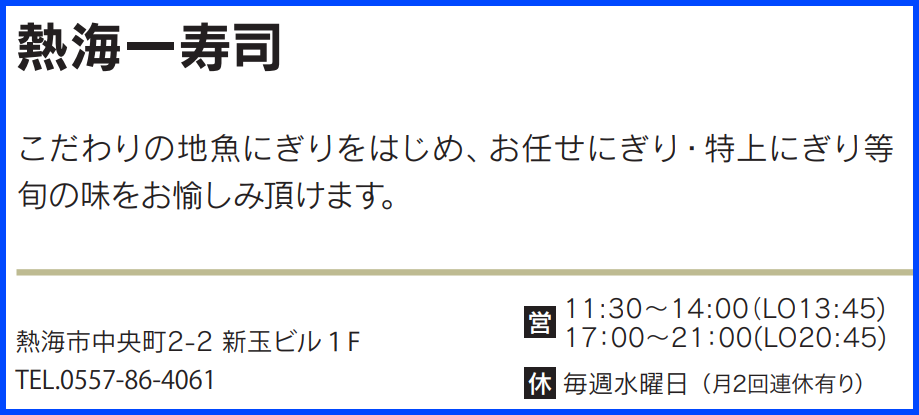 熱海一寿司
こだわりの地魚にぎりをはじめ、お任せにぎり・特上にぎり等
旬の味をお愉しみ頂けます。
熱海市中央町2-2 新玉ビル1F
TEL.0557-86-4061
営 11:30〜14:00(LO13:45)
17:00〜21:00(LO20:45)
休 毎週水曜日（月2回連休有り）